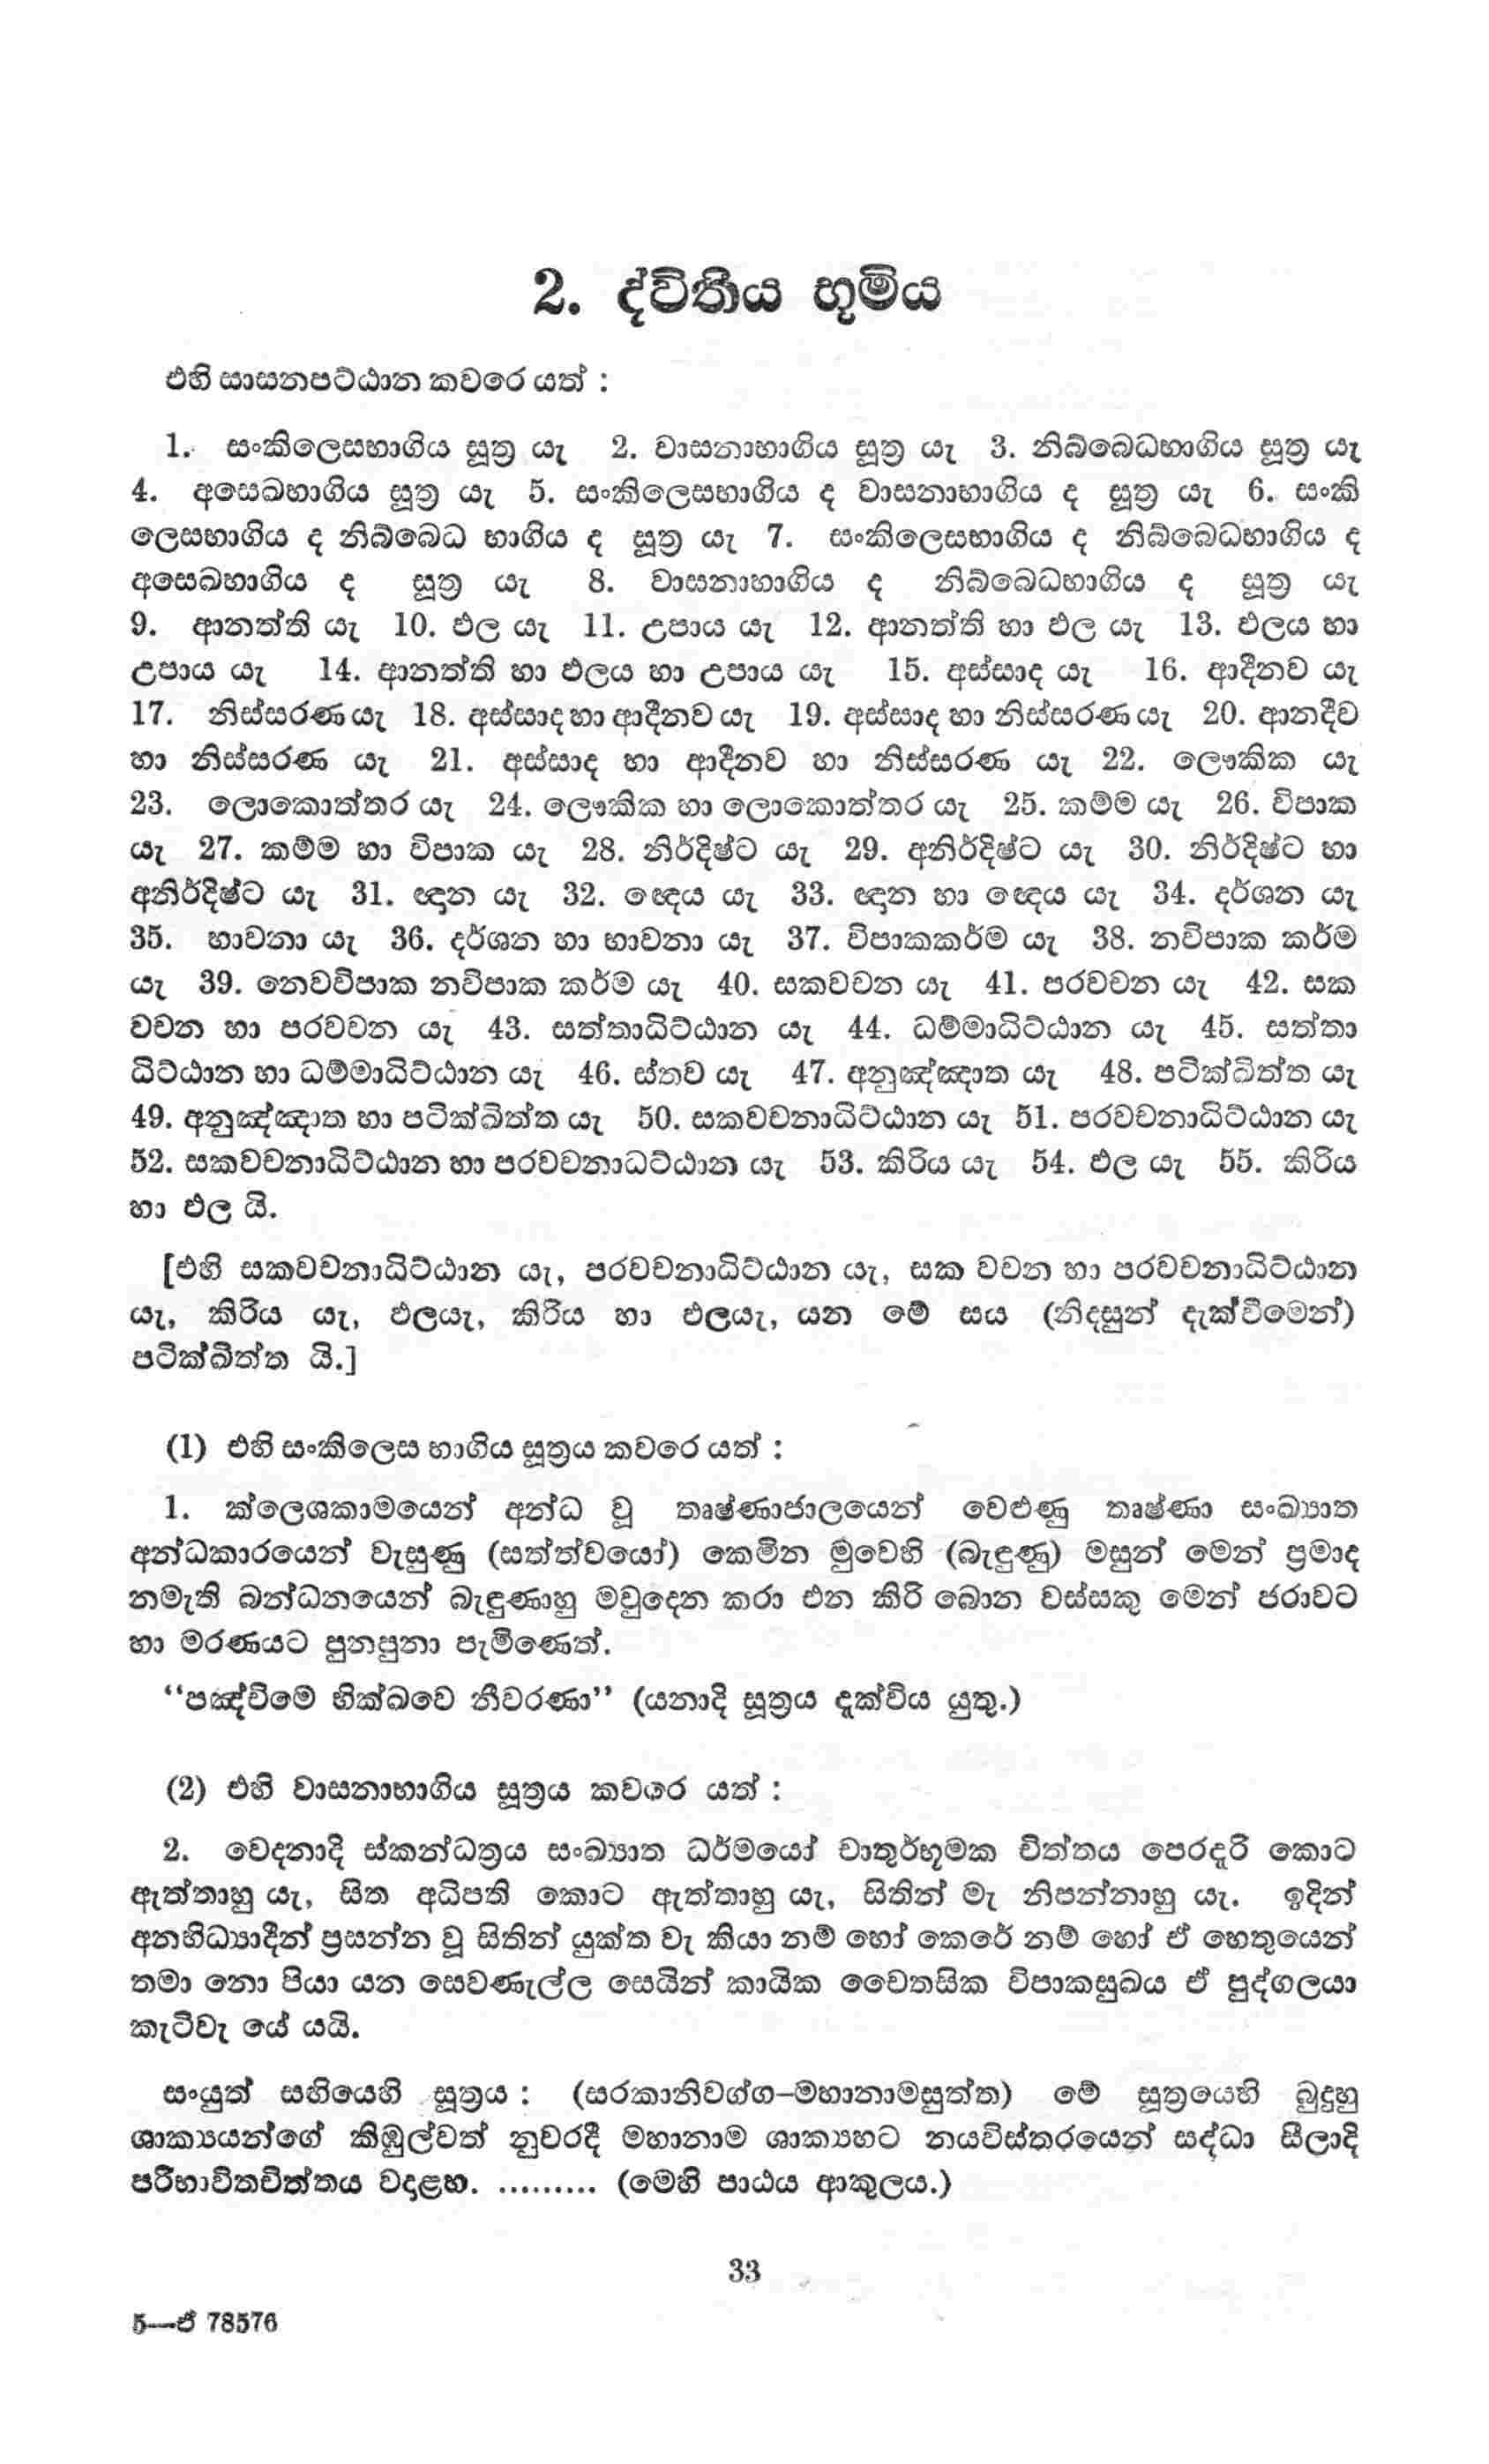 2. ද්විතීය භූමිය
එහි සාසනපට්ඨාන කවරෙ යත් :
1. සංකිලෙසභාගිය සූත්‍ර යැ 2. වාසනාභාගිය සූත්‍ර යැ 3. නිබ්බෙධභාගිය සූත්‍ර යැ
4. අසෙඛභාගිය සූත්‍ර යැ 5. සංකිලෙසභාගිය ද වාසනාභාගිය ද සූත්‍ර යැ 6. සංකි
ලෙසභාගිය ද නිබ්බෙධ භාගිය ද සූත්‍ර යැ 7. සංකිලෙසභාගිය ද නිබ්බෙධභාගිය ද
අසෙඛභාගිය ද සූත්‍ර යැ 8. වාසනාභාගිය ද නිබ්බෙධභාගිය ද සූත්‍ර යැ
9. ආනත්ති යැ 10. ඵල යැ 11. උපාය යැ 12. ආනත්ති හා ඵල යැ 13. ඵලය හා
උපාය යැ 14. ආනත්ති හා ඵලය හා උපාය යැ 15. අස්සාද යැ 16. ආදීනව යැ
17. නිස්සරණ යැ 18. අස්සාද හා ආදීනව යැ 19. අස්සාද හා නිස්සරණ යැ 20. ආනදීව
හා නිස්සරණ යැ 21. අස්සාද හා ආදීනව හා නිස්සරණ යැ 22. ලෞකික යැ
23. ලොකොත්තර යැ 24. ලෞකික හා ලොකොත්තර යැ 25. කම්ම යැ 26. විපාක
යැ 27. කම්ම හා විපාක යැ 28. නිර්දිෂ්ට යැ 29. අනිර්දිෂ්ට යැ 30. නිර්දිෂ්ට හා
අනිර්දිෂ්ට යැ 31. ඤාන යැ 32. ඤෙය යැ 33. ඤාන හා ඤෙය යැ 34. දර්ශන යැ
35. භාවනා යැ 36. දර්ශන හා භාවනා යැ 37. විපාකකර්ම යැ 38. නවිපාක කර්ම
යැ 39. නෙවවිපාක නවිපාක කර්ම යැ 40. සකවචන යැ 41. පරවචන යැ 42. සක
වචන හා පරවචන යැ 43. සත්තාධිට්ඨාන යැ 44. ධම්මාධිට්ඨාන යැ 45. සත්තා
ධිට්ඨාන හා ධම්මාධිට්ඨාන යැ 46. ස්තව යැ 47. අනුඤ්ඤාත යැ 48. පටික්ඛිත්ත යැ
49. අනුඤ්ඤාත හා පටික්ඛිත්ත යැ 50. සකවචනාධිට්ඨාන යැ 51. පරවචනාධිට්ඨාන යැ
52. සකවචනාධිට්ඨාන හා පරවචනාධට්ඨාන යැ 53. කිරිය යැ 54. ඵල යැ 55. කිරිය
හා ඵල යි.
[එහි සකවචනාධිට්ඨාන යැ, පරවචනාධිට්ඨාන යැ, සක වචන හා පරවචනාධිට්ඨාන
යැ, කිරිය යැ, ඵලයැ, කිරිය හා ඵලයැ, යන මේ සය (නිදසුන් දැක්වීමෙන්)
පටික්ඛිත්ත යි.]
(1) එහි සංකිලෙස භාගිය සූත්‍රය කවරෙ යත් :
1. ක්ලෙශකාමයෙන් අන්ධ වූ තෘෂ්ණාජාලයෙන් වෙළුණු තෘෂ්ණා සංඛ්‍යාත
අන්ධකාරයෙන් වැසුණු (සත්ත්වයෝ) කෙමින මුවෙහි (බැඳුණු) මසුන් මෙන් ප්‍රමාද
නමැති බන්ධනයෙන් බැඳුණාහු මවුදෙන කරා එන කිරි බොන වස්සකු මෙන් ජරාවට
හා මරණයට පුනපුනා පැමිණෙත්.
“පඤ්චිමෙ භික්ඛවෙ නීවරණා” (යනාදි සූත්‍රය දැක්විය යුතු.)
(2) එහි වාසනාභාගිය සූත්‍රය කවරෙ යත් :
2. වෙදනාදි ස්කන්ධත්‍රය සංඛ්‍යාත ධර්මයෝ චාතුර්භූමක චිත්තය පෙරදැරි කොට
ඇත්තාහු යැ, සිත අධිපති කොට ඇත්තාහු යැ, සිතින් මැ නිපන්නාහු යැ. ඉදින්
අනභිධ්‍යාදීන් ප්‍රසන්න වූ සිතින් යුක්ත වැ කියා නම් හෝ කෙරේ නම් හෝ ඒ හෙතුයෙන්
තමා නො පියා යන සෙවණැල්ල සෙයින් කායික චෛතසික විපාකසුඛය ඒ පුද්ගලයා
කැටිවැ යේ යයි.
සංයුත් සඟියෙහි සූත්‍රය : (සරකානිවග්ග–මහානාමසුත්ත) මේ සූත්‍රයෙහි බුදුහු
ශාක්‍යයන්ගේ කිඹුල්වත් නුවරදී මහානාම ශාක්‍යහට නයවිස්තරයෙන් සද්ධා සීලාදි
පරිභාවිතචිත්තය වදාළහ. ......... (මෙහි පාඨය ආකුලය.)
33
5—ඒ 78576